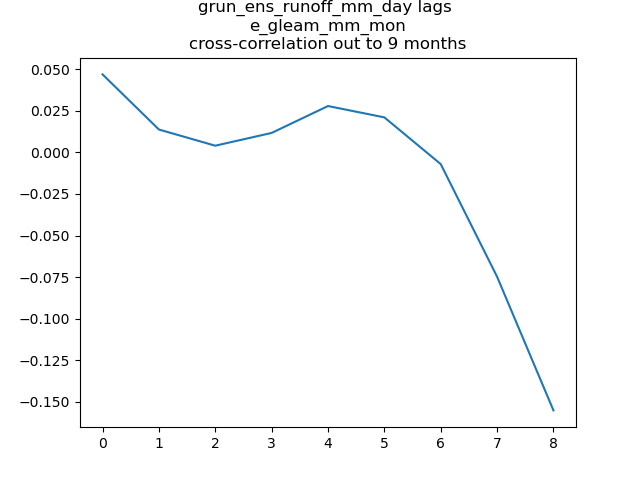 grun_ens_runoff_mm_day lags
e_gleam_mm_mon
cross-correlation out to 9 months
0.050
0.025
0.000
−0.025
−0.050
−0.075
−0.100
−0.125
−0.150
0 1 2 3 4 5 6 7 8